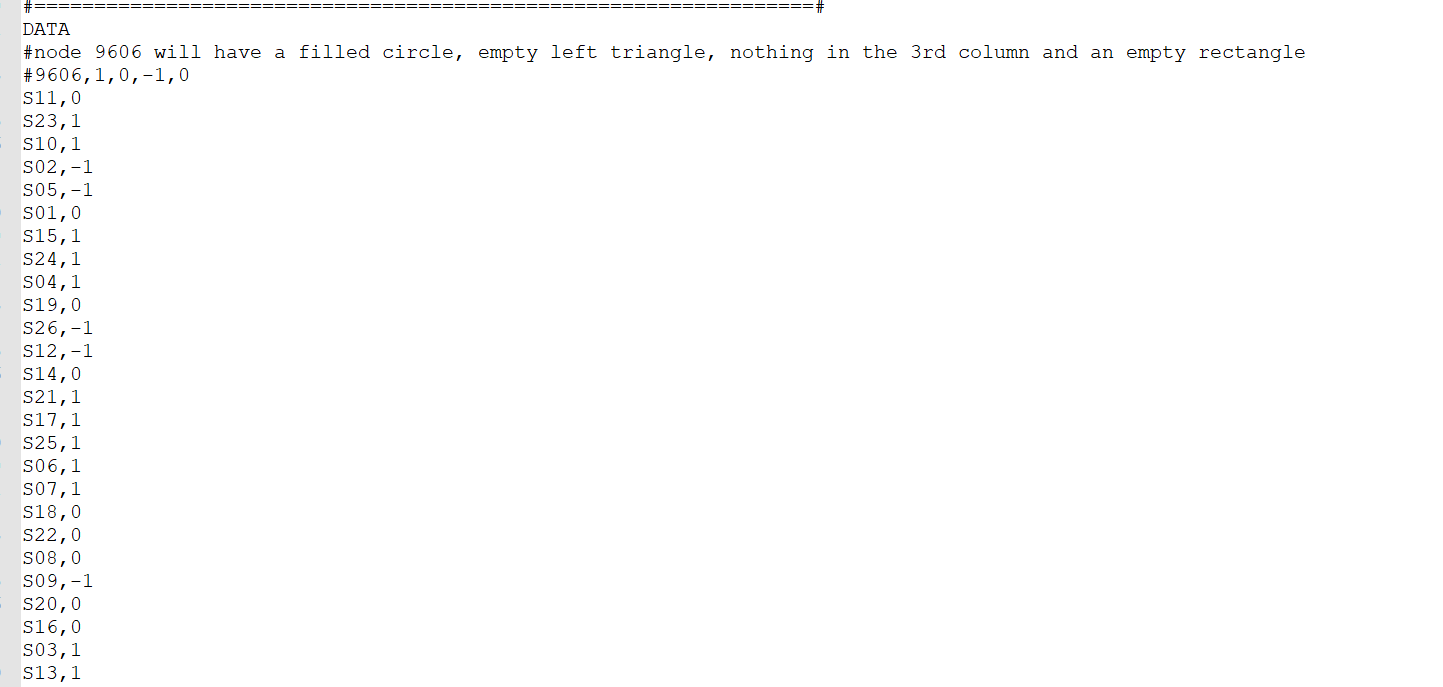 #=================================================================#
DATA
#node 9606 will have a filled circle, empty left triangle, nothing in the 3rd column and an empty rectangle
#9606,1,0,-1,0
S11,0
S23,1
S10,1
S02,-1
S05,-1
S01,0
S15,1
S24,1
S04,1
S19,0
S26,-1
S12,-1
S14,0
S21,1
S17,1
S25,1
S06,1
S07,1
S18,0
S22,0
S08,0
S09,-1
S20,0
S16,0
S03,1
S13,1